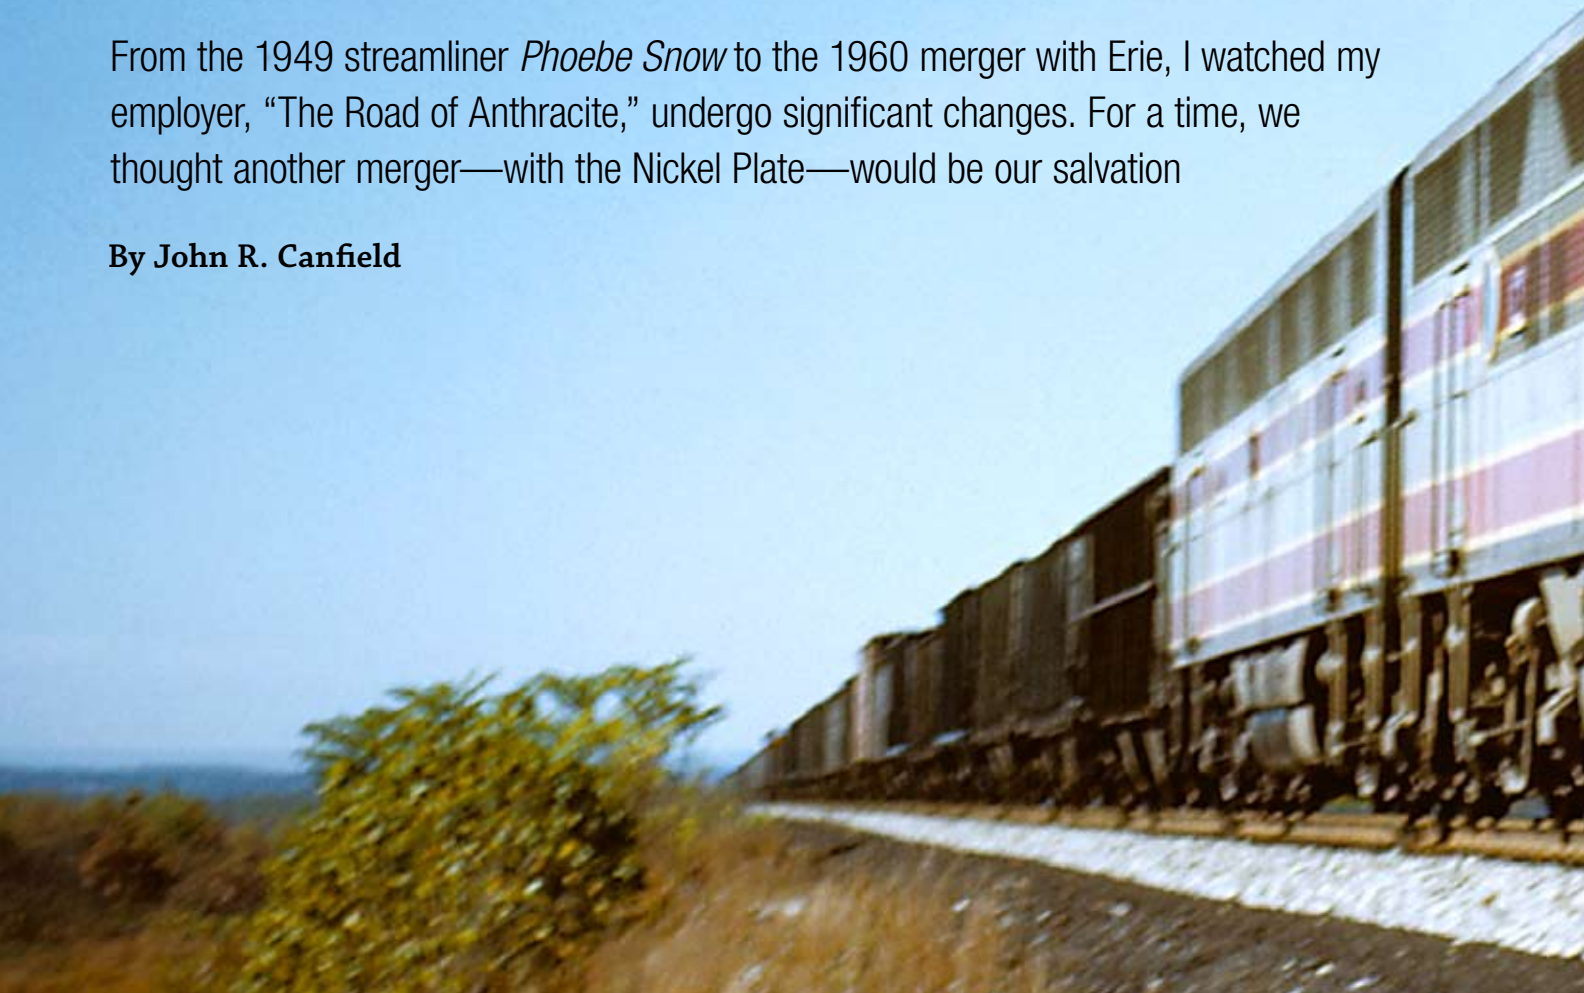 From the 1949 streamliner Phoebe Snow to the 1960 merger with Erie, I watched my
employer, “The Road of Anthracite,” undergo significant changes. For a time, we
thought another merger—with the Nickel Plate—would be our salvation
By John R. Canfield